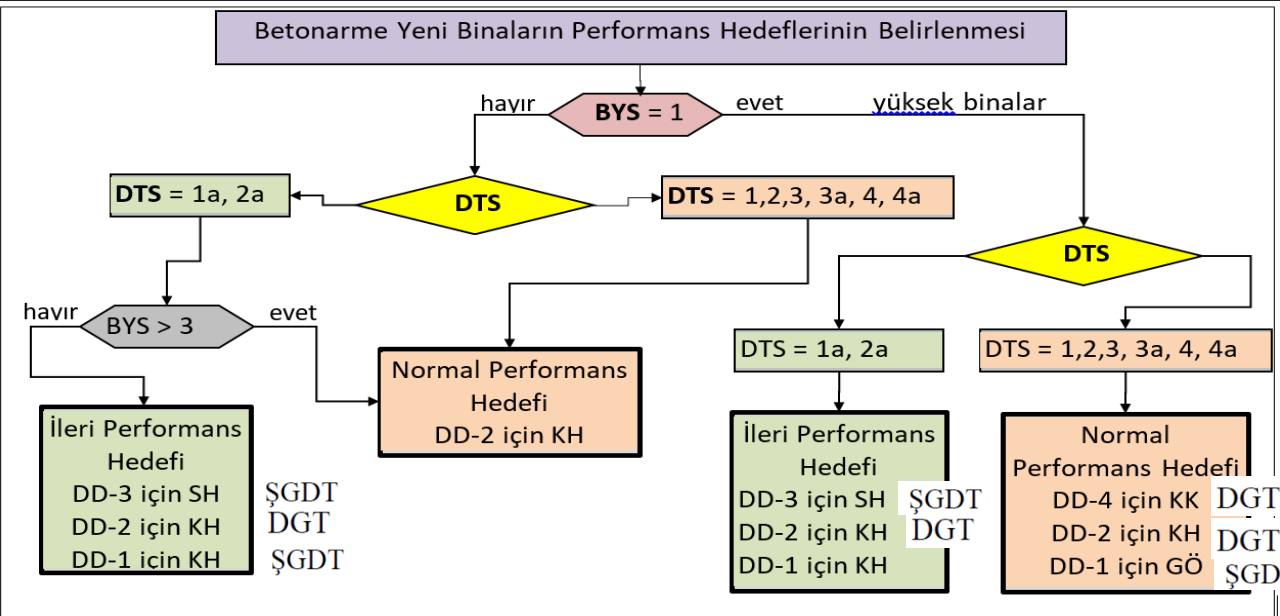 Betonarme Yeni Binaların Performans Hedeflerinin Belirlenmesi
hayır
BYS = 1
evet
yüksek binalar
DTS = 1a, 2a
DTS
DTS = 1,2,3, 3a, 4, 4a
DTS
hayır
BYS > 3
evet
Normal Performans
Hedefi
DD-2 için KH
DTS = 1a, 2a
DTS = 1,2,3, 3a, 4, 4a
İleri Performans
Hedefi
DD-3 için SH ŞGDT
DD-2 için KH DGT
DD-1 için KH ŞGDT
İleri Performans
Hedefi
DD-3 için SH ŞGDT
DD-2 için KH DGT
DD-1 için KH
Normal
Performans Hedefi
DD-4 için KK DGT
DD-2 için KH DGT
DD-1 için GÖ ŞGD